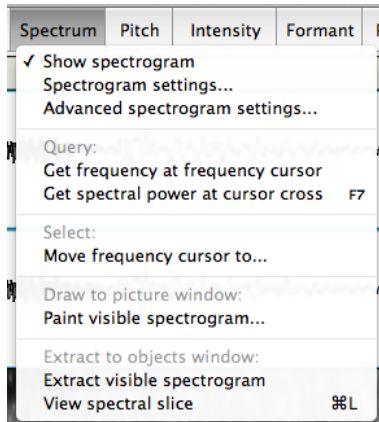 Spectrum Pitch Intensity Formant
✓ Show spectrogram
Spectrogram settings...
Advanced spectrogram settings...
Query:
Get frequency at frequency cursor
Get spectral power at cursor cross F7
Select:
Move frequency cursor to...
Draw to picture window:
Paint visible spectrogram...
Extract to objects window:
Extract visible spectrogram
View spectral slice ⌘L